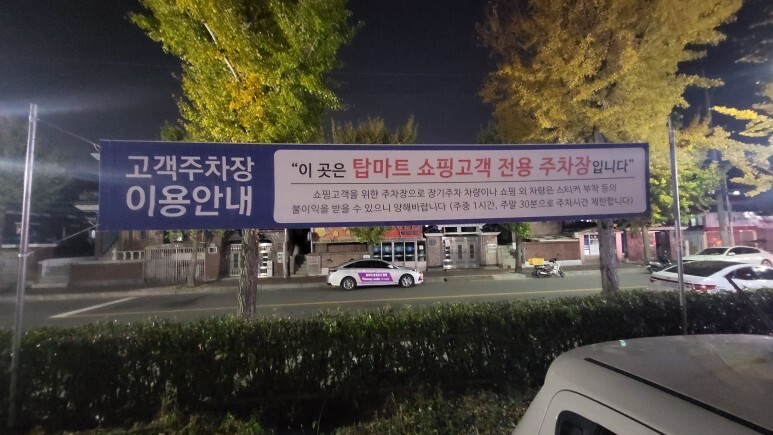 고객주차장
이용안내
“이 곳은 탑마트 쇼핑고객 전용 주차장입니다”
쇼핑고객을 위한 주차장으로 장기주차 차량이나 쇼핑 외 차량은 스티커 부착 등의
불이익을 받을 수 있으니 양해바랍니다 (주중 1시간, 주말 30분으로 주차시간 제한합니다)